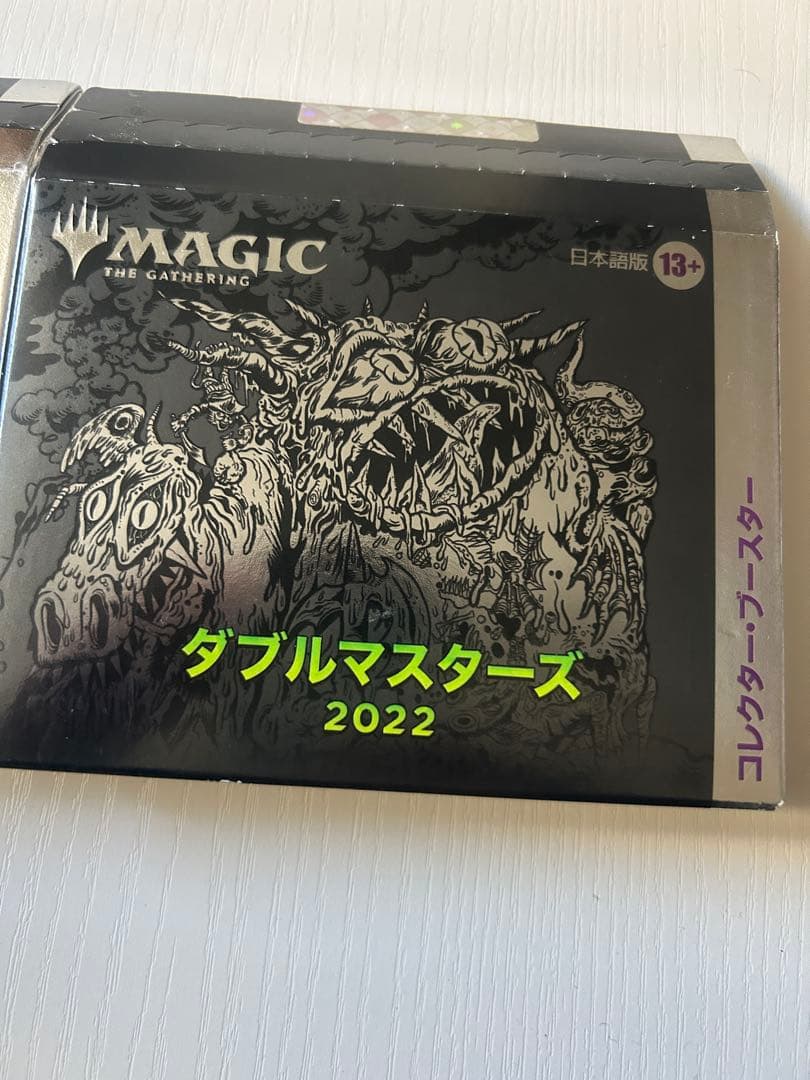 MAGIC
THE GATHERING
日本語版 13+
ダブルマスターズ
2022
コレクター・ブースター